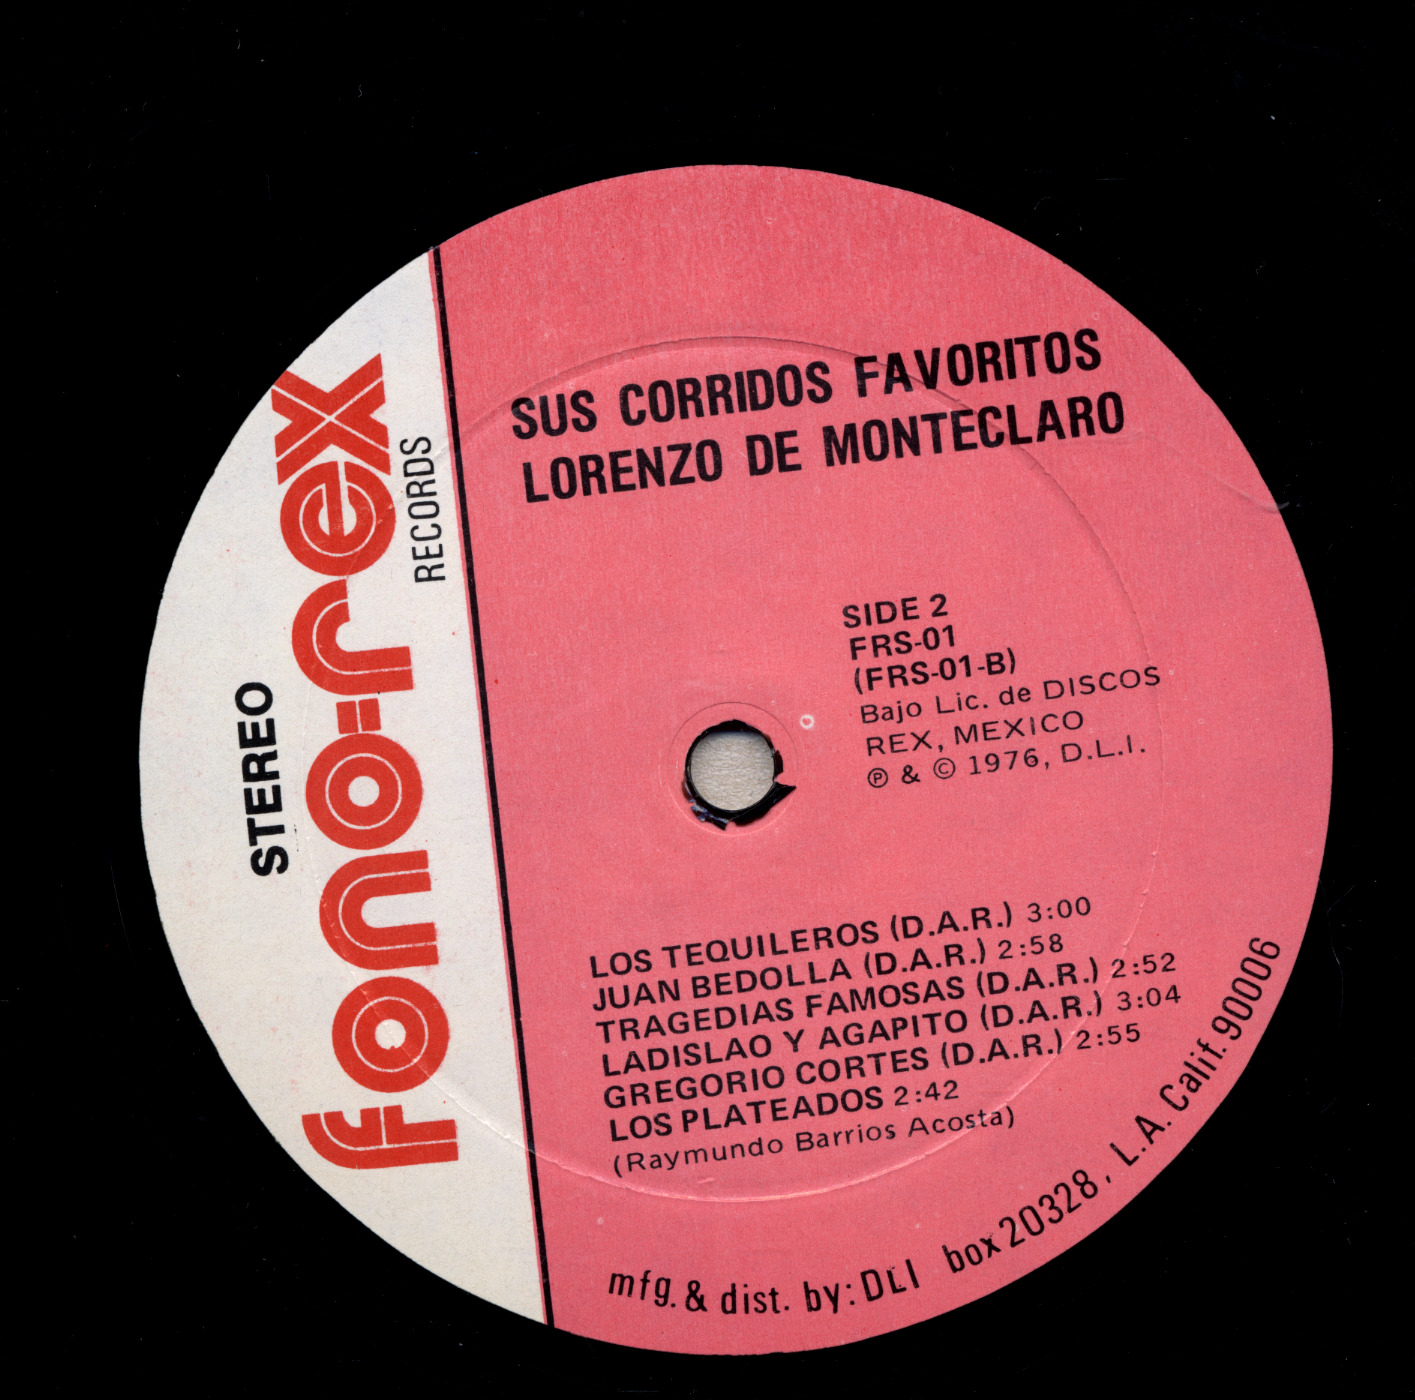 STEREO
fono-rex
RECORDS
SUS CORRIDOS FAVORITOS
LORENZO DE MONTECLARO
SIDE 2
FRS-01
(FRS-01-B)
Bajo Lic. de DISCOS
REX, MEXICO
℗ & © 1976, D.L.I.
LOS TEQUILEROS (D.A.R.) 3:00
JUAN BEDOLLA (D.A.R.) 2:58
TRAGEDIAS FAMOSAS (D.A.R.) 2:52
LADISLAO Y AGAPITO (D.A.R.) 3:04
GREGORIO CORTES (D.A.R.) 2:55
LOS PLATEADOS 2:42
(Raymundo Barrios Acosta)
mfg. & dist. by: DLI box 20328, L.A. Calif. 90006